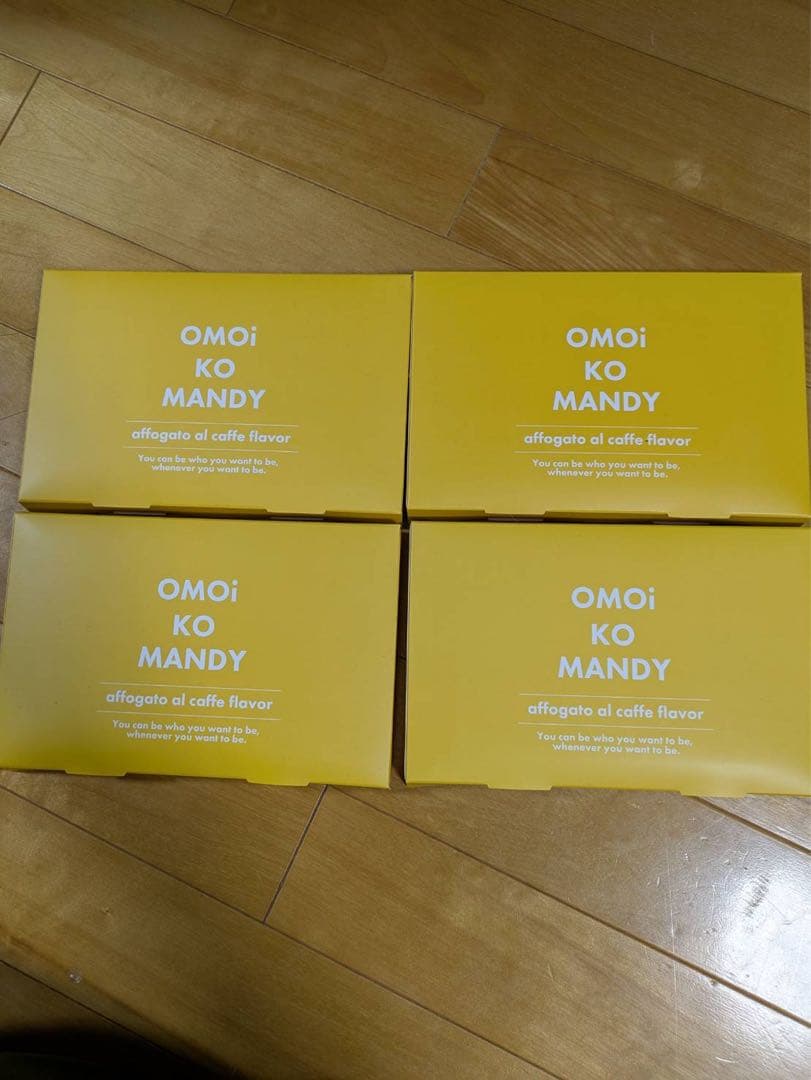 OMOi
KO
MANDY
affogato al caffe flavor
You can be who you want to be,
whenever you want to be.
OMOi
KO
MANDY
affogato al caffe flavor
You can be who you want to be,
whenever you want to be.
OMOi
KO
MANDY
affogato al caffe flavor
You can be who you want to be,
whenever you want to be.
OMOi
KO
MANDY
affogato al caffe flavor
You can be who you want to be,
whenever you want to be.